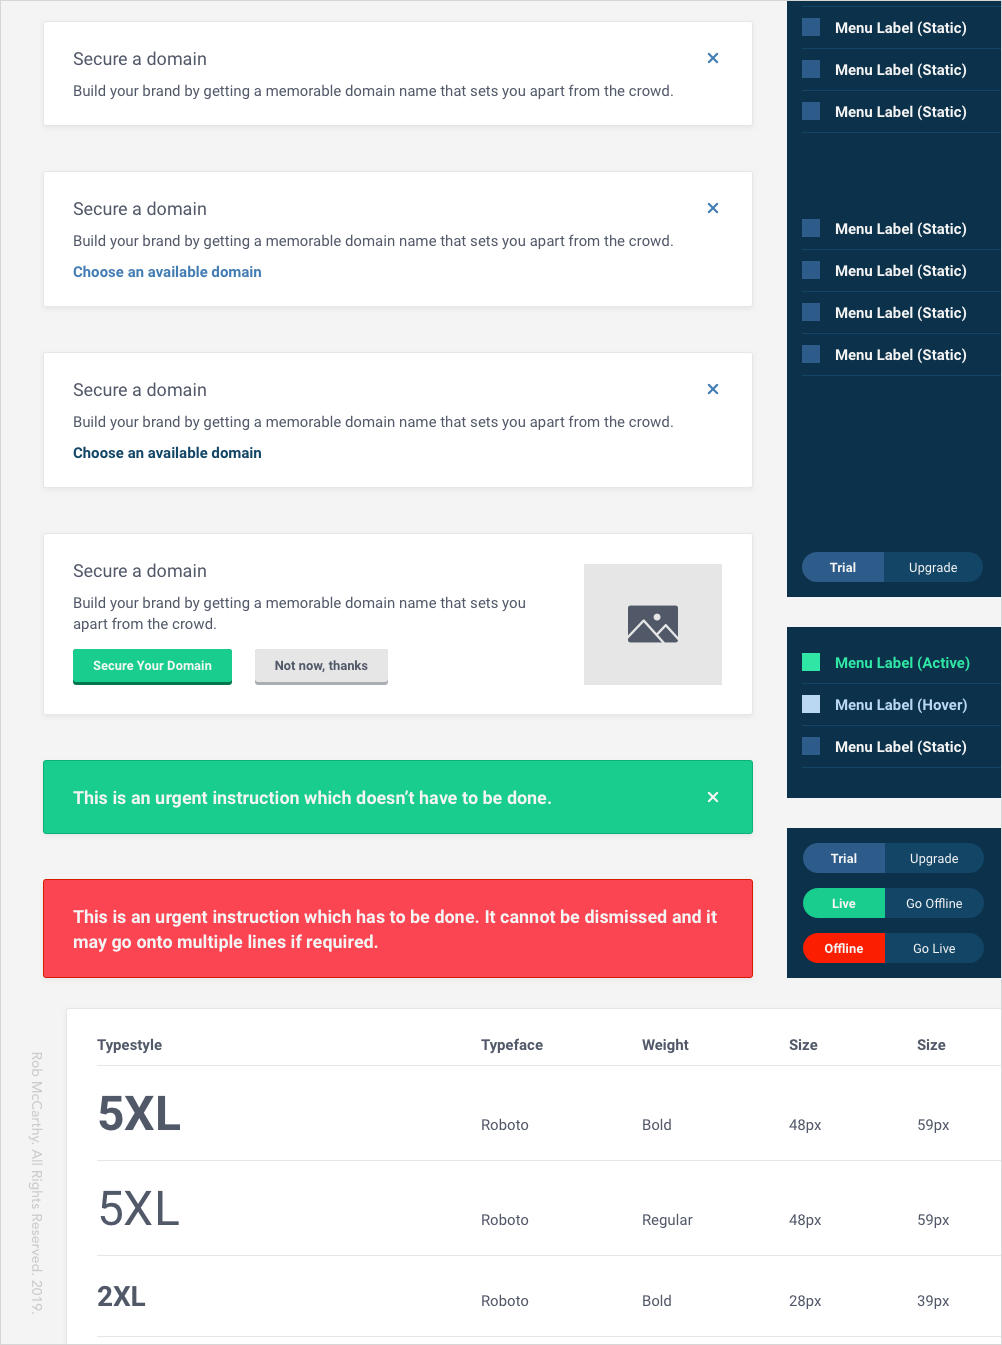 Secure a domain
Build your brand by getting a memorable domain name that sets you apart from the crowd.
Secure a domain
Build your brand by getting a memorable domain name that sets you apart from the crowd.
Choose an available domain
Secure a domain
Build your brand by getting a memorable domain name that sets you apart from the crowd.
Choose an available domain
Secure a domain
Build your brand by getting a memorable domain name that sets you
apart from the crowd.
Secure Your Domain Not now, thanks
This is an urgent instruction which doesn’t have to be done.
This is an urgent instruction which has to be done. It cannot be dismissed and it
may go onto multiple lines if required.
Menu Label (Static)
Menu Label (Static)
Menu Label (Static)
Menu Label (Static)
Menu Label (Static)
Menu Label (Static)
Menu Label (Static)
Trial Upgrade
Menu Label (Active)
Menu Label (Hover)
Menu Label (Static)
Trial Upgrade
Live Go Offline
Offline Go Live
Typestyle Typeface Weight Size Size
5XL Roboto Bold 48px 59px
5XL Roboto Regular 48px 59px
2XL Roboto Bold 28px 39px
Rob McCarthy. All Rights Reserved. 2019.